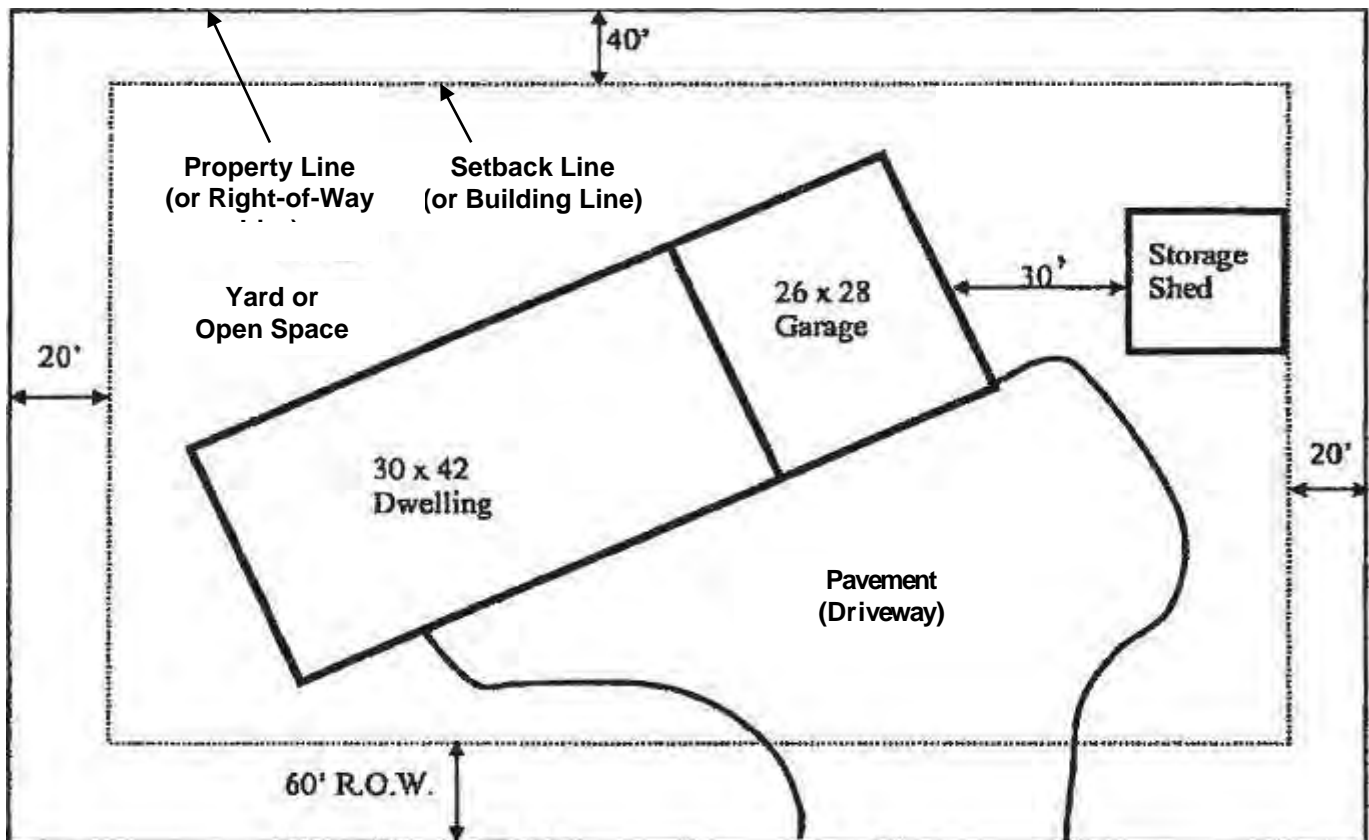 40'
Property Line
(or Right-of-Way
Setback Line
(or Building Line)
Yard or
Open Space
26 x 28
Garage
30'
Storage
Shed
20'
30 x 42
Dwelling
20'
Pavement
(Driveway)
60' R.O.W.